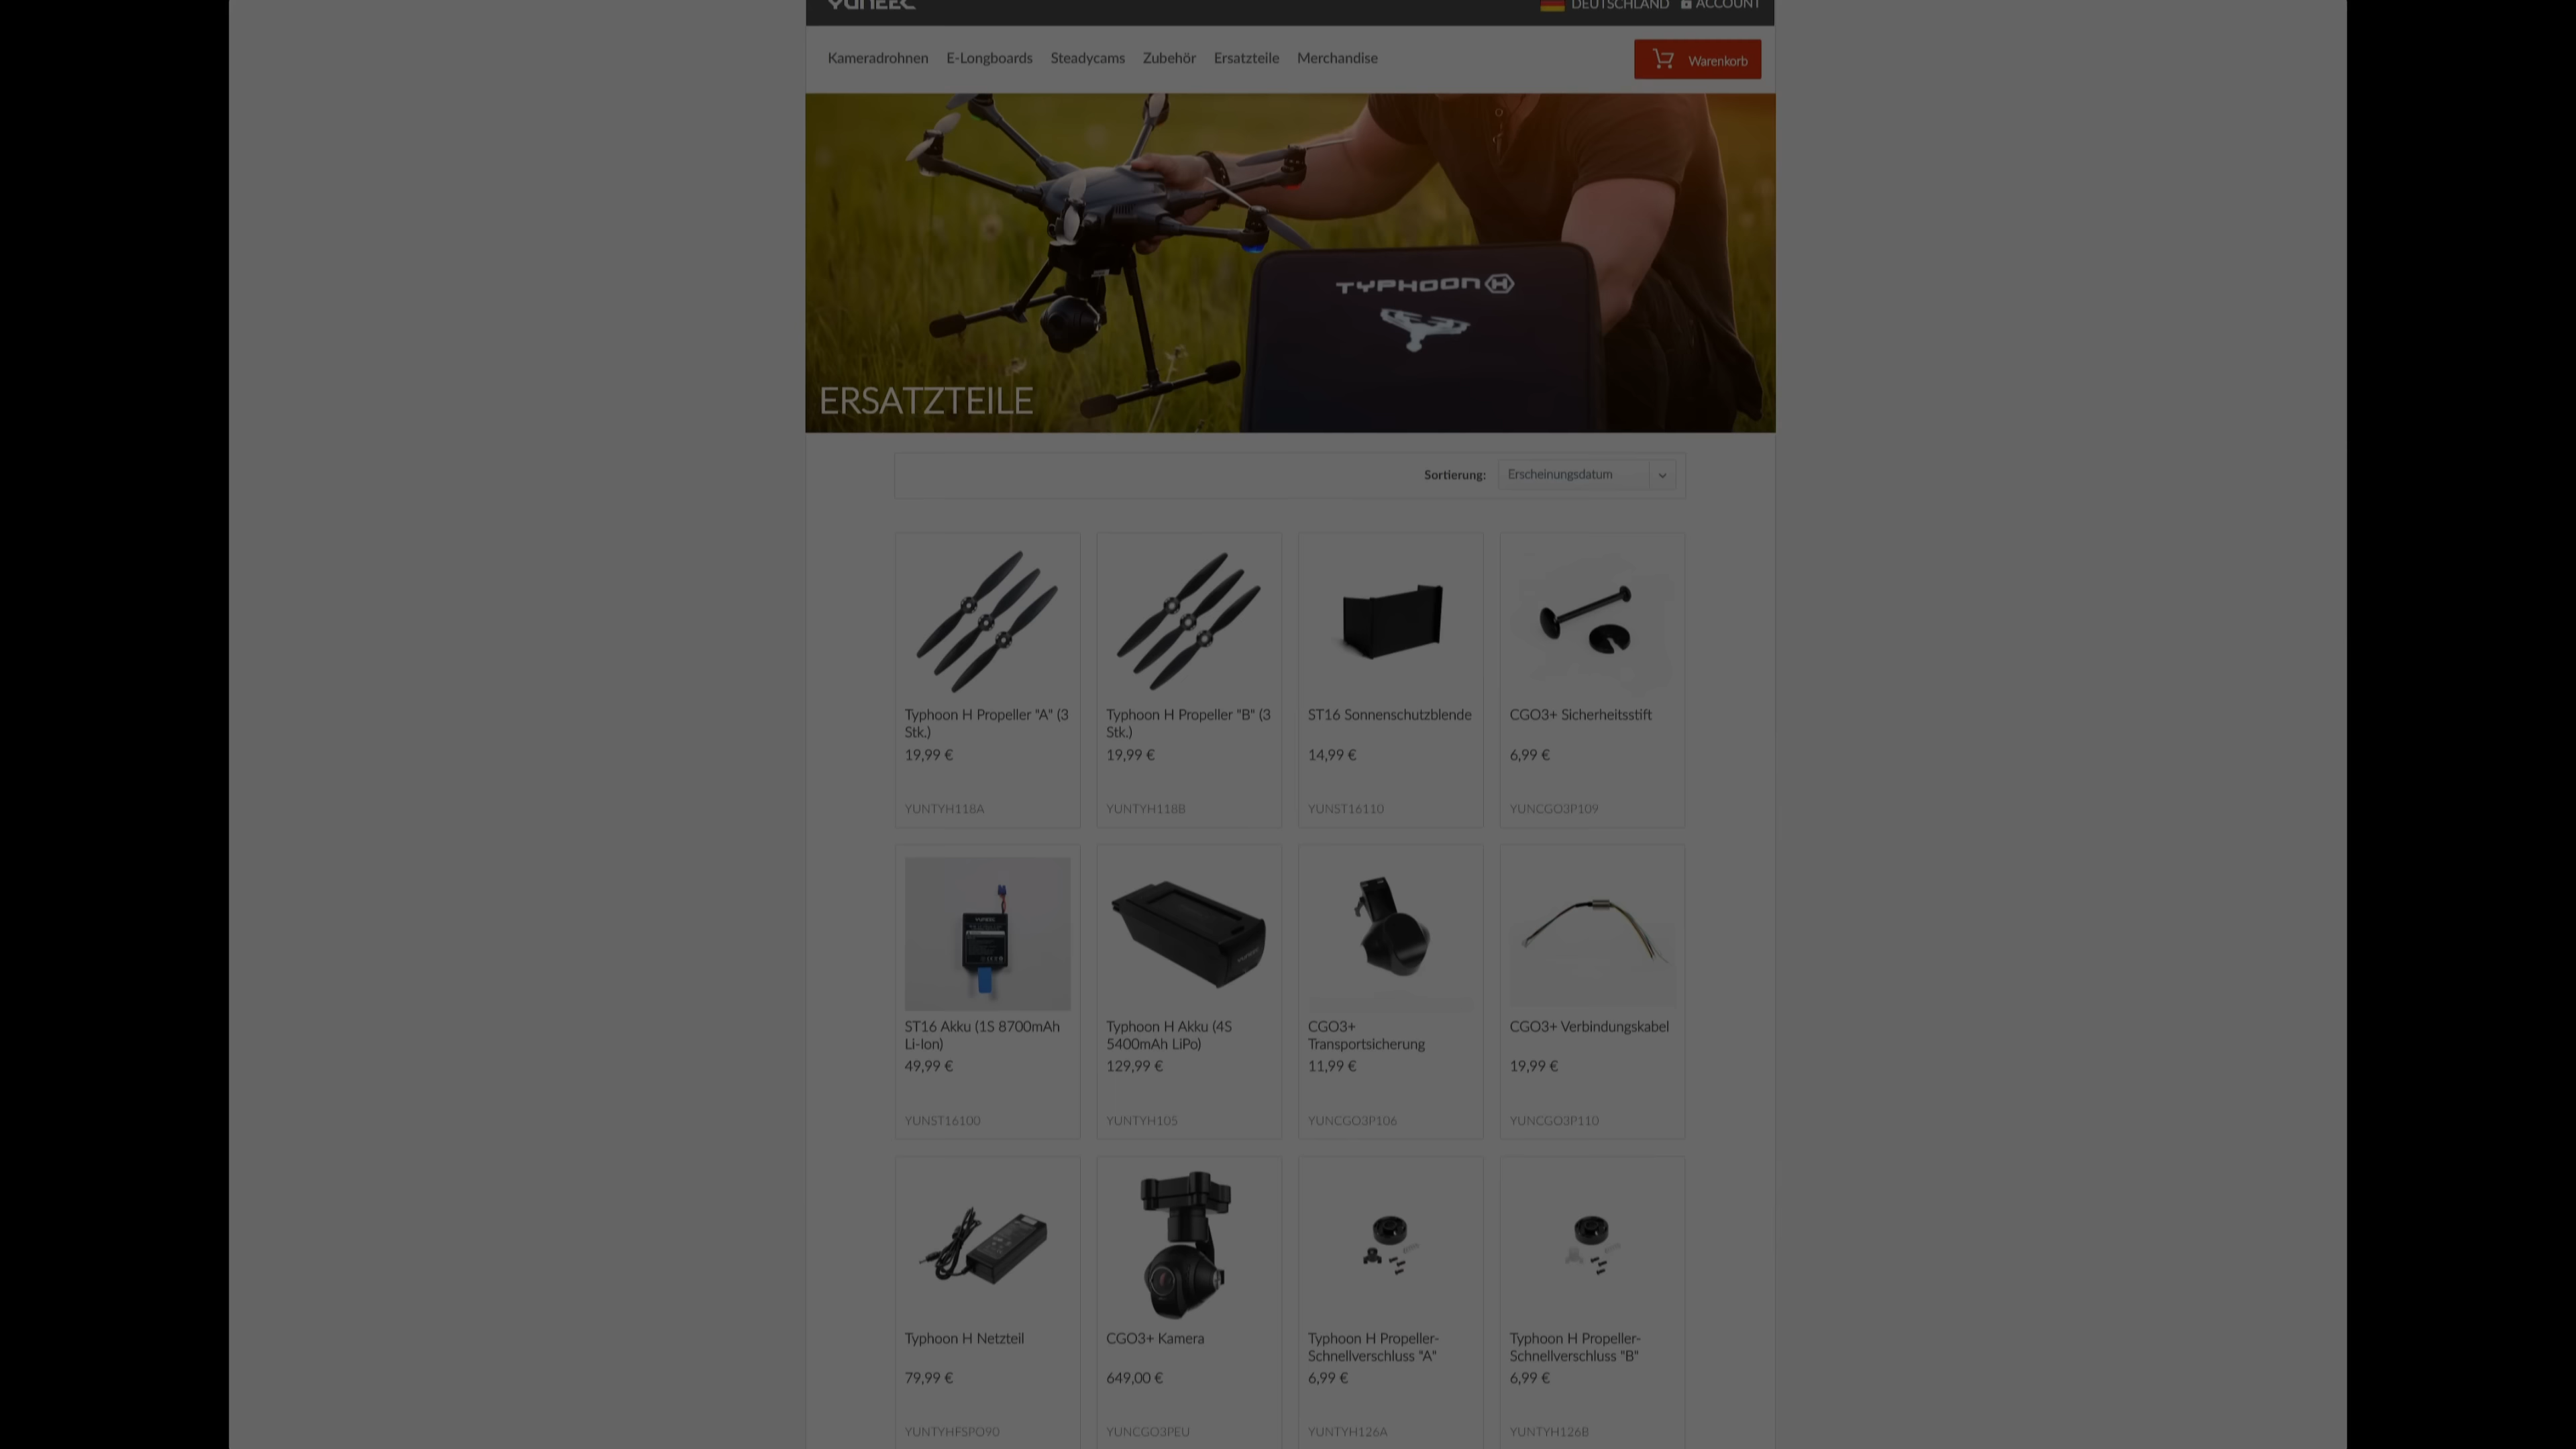 YUNEEC
DEUTSCHLAND ACCOUNT
Kameradrohnen E-Longboards Steadycams Zubehör Ersatzteile Merchandise
Warenkorb
TYPHOON H
ERSATZTEILE
Sortierung: Erscheinungsdatum
Typhoon H Propeller "A" (3
Stk.)
19,99 €
YUNTYH118A
Typhoon H Propeller "B" (3
Stk.)
19,99 €
YUNTYH118B
ST16 Sonnenschutzblende
14,99 €
YUNST16110
CGO3+ Sicherheitsstift
6,99 €
YUNCGO3P109
ST16 Akku (1S 8700mAh
Li-Ion)
49,99 €
YUNST16100
Typhoon H Akku (4S
5400mAh LiPo)
129,99 €
YUNTYH105
CGO3+
Transportsicherung
11,99 €
YUNCGO3P106
CGO3+ Verbindungskabel
19,99 €
YUNCGO3P110
Typhoon H Netzteil
79,99 €
YUNTYHFSPO90
CGO3+ Kamera
649,00 €
YUNCGO3PEU
Typhoon H Propeller-
Schnellverschluss "A"
6,99 €
YUNTYH126A
Typhoon H Propeller-
Schnellverschluss "B"
6,99 €
YUNTYH126B